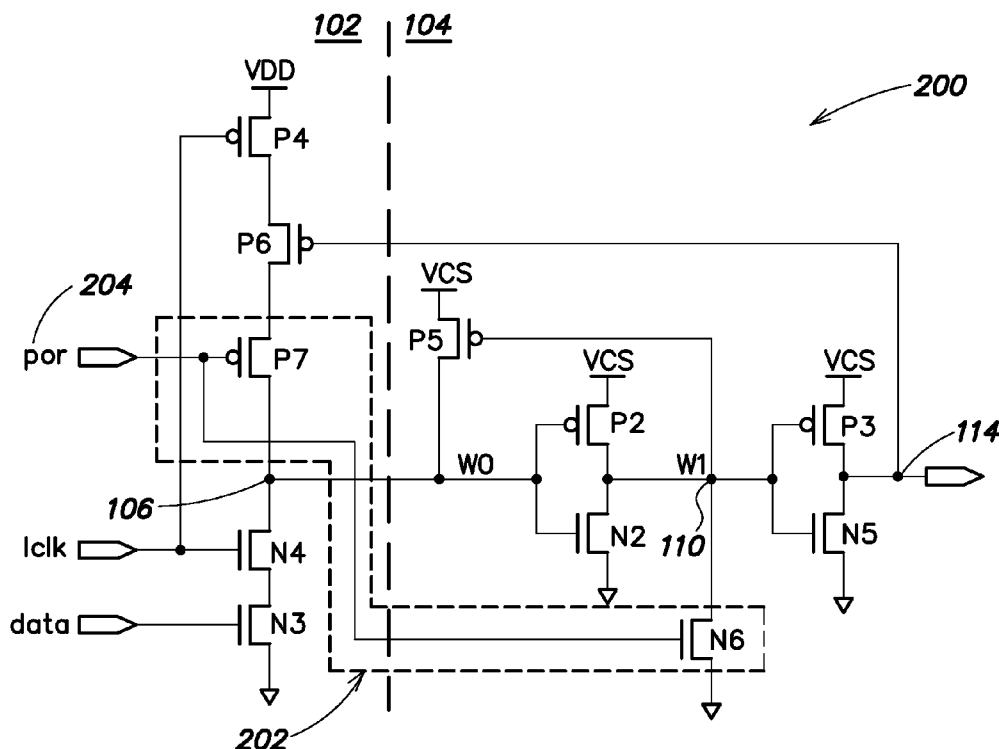 102 104
VDD
200
P4
P6
204
VCS
por
P7
P5
VCS
VCS
P2
P3
114
W0
W1
106
lclk
N4
N2
110
N5
data
N3
N6
202